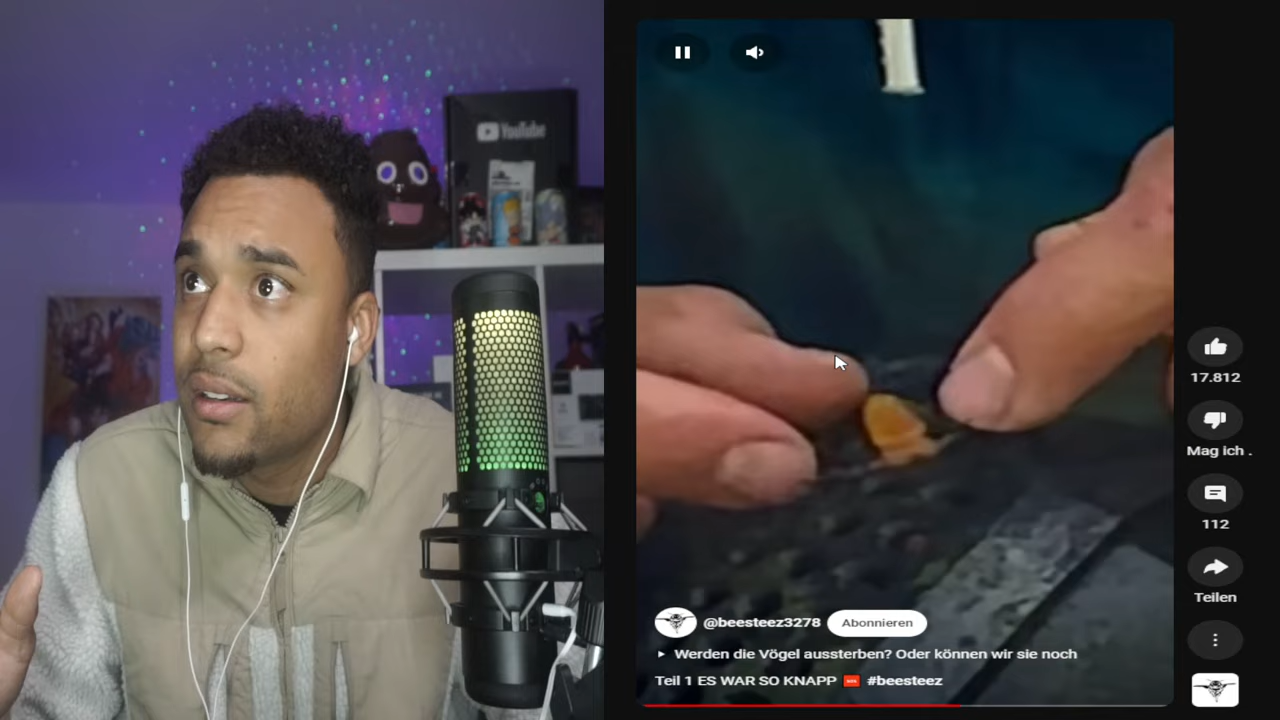 YouTube
17.812
Mag ich .
112
Teilen
@beesteez3278
Abonnieren
Werden die Vögel aussterben? Oder können wir sie noch
Teil 1 ES WAR SO KNAPP 🆘 #beesteez